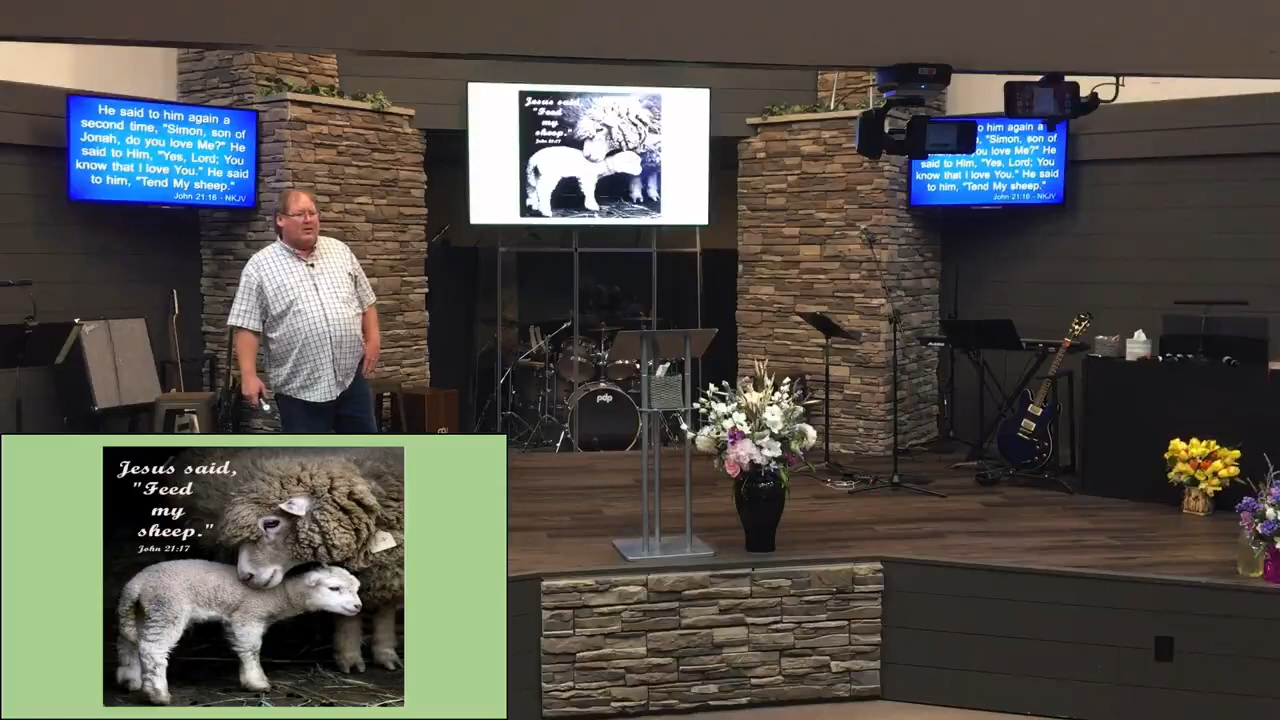 He said to him again a
second time, "Simon, son of
Jonah, do you love Me?" He
said to Him, "Yes, Lord; You
know that I love You." He said
to him, "Tend My sheep."
John 21:16 - NKJV
Jesus said,
"Feed
my
sheep."
John 21:17
to him again a
"Simon, son of
you love Me?" He
said to Him, "Yes, Lord; You
know that I love You." He said
to him, "Tend My sheep."
John 21:16 - NKJV
pdp
Jesus said,
"Feed
my
sheep."
John 21:17